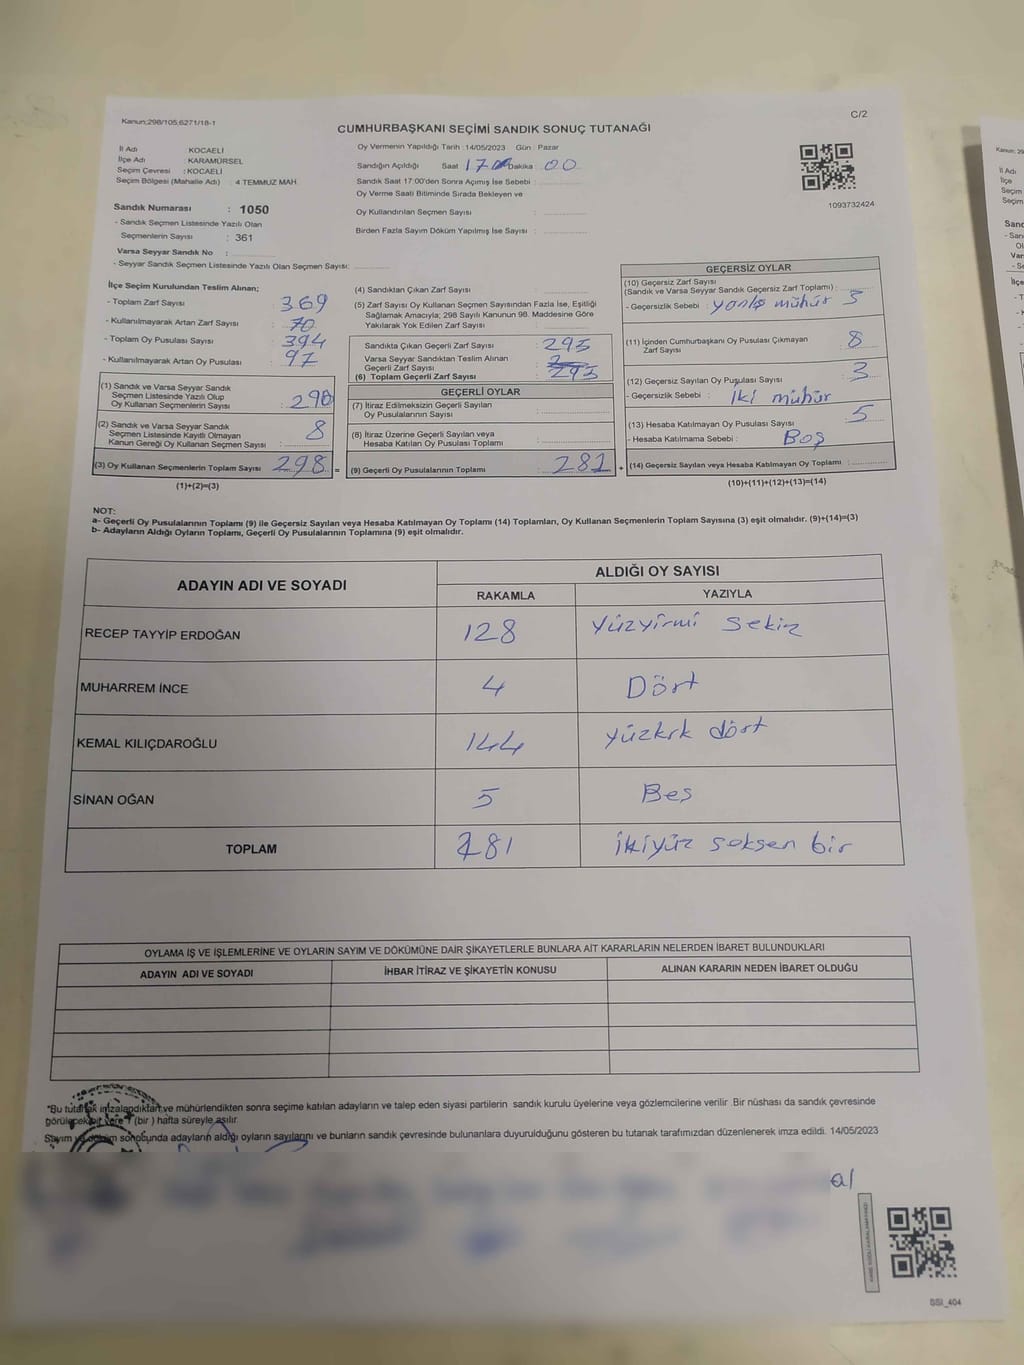 Kanun;298/105;6271/18-1
C/2
CUMHURBAŞKANI SEÇİMİ SANDIK SONUÇ TUTANAĞI
İl Adı : KOCAELİ
İlçe Adı : KARAMÜRSEL
Seçim Çevresi : KOCAELİ
Seçim Bölgesi (Mahalle Adı) : 4 TEMMUZ MAH.
Sandık Numarası : 1050
- Sandık Seçmen Listesinde Yazılı Olan
Seçmenlerin Sayısı : 361
Varsa Seyyar Sandık No :
- Seyyar Sandık Seçmen Listesinde Yazılı Olan Seçmen Sayısı:
Oy Vermenin Yapıldığı Tarih :14/05/2023 Gün : Pazar
Sandığın Açıldığı Saat 17 Dakika : 00
Sandık Saat 17:00'den Sonra Açımış İse Sebebi :
Oy Verme Saati Bitiminde Sırada Bekleyen ve
Oy Kullandırılan Seçmen Sayısı :
Birden Fazla Sayım Döküm Yapılmış İse Sayısı :
1093732424
İlçe Seçim Kurulundan Teslim Alınan;
- Toplam Zarf Sayısı : 369
- Kullanılmayarak Artan Zarf Sayısı : 70
- Toplam Oy Pusulası Sayısı : 394
- Kullanılmayarak Artan Oy Pusulası : 97
(1) Sandık ve Varsa Seyyar Sandık
Seçmen Listesinde Yazılı Olup
Oy Kullanan Seçmenlerin Sayısı : 290
(2) Sandık ve Varsa Seyyar Sandık
Seçmen Listesinde Kayıtlı Olmayan
Kanun Gereği Oy Kullanan Seçmen Sayısı : 8
(3) Oy Kullanan Seçmenlerin Toplam Sayısı : 298 =
(1)+(2)=(3)
(4) Sandıktan Çıkan Zarf Sayısı :
(5) Zarf Sayısı Oy Kullanan Seçmen Sayısından Fazla İse, Eşitliği
Sağlamak Amacıyla; 298 Sayılı Kanunun 98. Maddesine Göre
Yakılarak Yok Edilen Zarf Sayısı :
Sandıkta Çıkan Geçerli Zarf Sayısı : 293
Varsa Seyyar Sandıktan Teslim Alınan
Geçerli Zarf Sayısı :
(6) Toplam Geçerli Zarf Sayısı : 293
GEÇERLİ OYLAR
(7) İtiraz Edilmeksizin Geçerli Sayılan
Oy Pusulalarının Sayısı :
(8) İtiraz Üzerine Geçerli Sayılan veya
Hesaba Katılan Oy Pusulası Toplamı :
(9) Geçerli Oy Pusulalarının Toplamı : 281 +
GEÇERSİZ OYLAR
(10) Geçersiz Zarf Sayısı
(Sandık ve Varsa Seyyar Sandık Geçersiz Zarf Toplamı) :
- Geçersizlik Sebebi : yanlış mühür 5
(11) İçinden Cumhurbaşkanı Oy Pusulası Çıkmayan
Zarf Sayısı : 8
(12) Geçersiz Sayılan Oy Pusulası Sayısı : 3
- Geçersizlik Sebebi : İki mühür
(13) Hesaba Katılmayan Oy Pusulası Sayısı : 5
- Hesaba Katılmama Sebebi : Boş
(14) Geçersiz Sayılan veya Hesaba Katılmayan Oy Toplamı :
(10)+(11)+(12)+(13)=(14)
NOT:
a- Geçerli Oy Pusulalarının Toplamı (9) ile Geçersiz Sayılan veya Hesaba Katılmayan Oy Toplamı (14) Toplamları, Oy Kullanan Seçmenlerin Toplam Sayısına (3) eşit olmalıdır. (9)+(14)=(3)
b- Adayların Aldığı Oyların Toplamı, Geçerli Oy Pusulalarının Toplamına (9) eşit olmalıdır.
ADAYIN ADI VE SOYADI
ALDIĞI OY SAYISI
RAKAMLA YAZIYLA
RECEP TAYYİP ERDOĞAN 128 Yüzyirmi Sekiz
MUHARREM İNCE 4 Dört
KEMAL KILIÇDAROĞLU 144 Yüzkrk dört
SİNAN OĞAN 5 Beş
TOPLAM 281 İkiyüz seksen bir
OYLAMA İŞ VE İŞLEMLERİNE VE OYLARIN SAYIM VE DÖKÜMÜNE DAİR ŞİKAYETLERLE BUNLARA AİT KARARLARIN NELERDEN İBARET BULUNDUKLARI
ADAYIN ADI VE SOYADI İHBAR İTİRAZ VE ŞİKAYETİN KONUSU ALINAN KARARIN NEDEN İBARET OLDUĞU
*Bu tutanak imzalandıktan ve mühürlendikten sonra seçime katılan adayların ve talep eden siyasi partilerin sandık kurulu üyelerine veya gözlemcilerine verilir .Bir nüshası da sandık çevresinde
görülecek bir yere 1 (bir ) hafta süreyle asılır.
Sayım ve döküm sonucunda adayların aldığı oyların sayılarını ve bunların sandık çevresinde bulunanlara duyurulduğunu gösteren bu tutanak tarafımızdan düzenlenerek imza edildi. 14/05/2023
al
SSI_404
Kanun; 29
İl Adı
İlçe
Seçim
Seçim